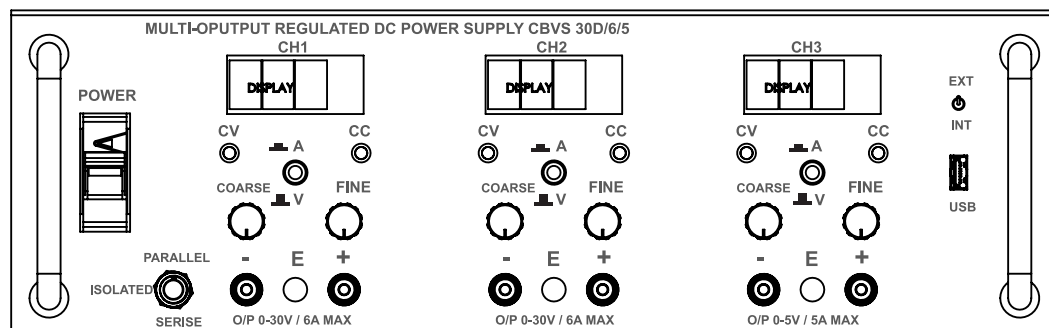 MULTI-OPUTPUT REGULATED DC POWER SUPPLY CBVS 30D/6/5
CH1 CH2 CH3
DISPLAY DISPLAY DISPLAY
POWER
A
EXT
INT
USB
CV A CC
COARSE V FINE
- E +
O/P 0-30V / 6A MAX
CV A CC
COARSE V FINE
- E +
O/P 0-30V / 6A MAX
CV A CC
COARSE V FINE
- E +
O/P 0-5V / 5A MAX
PARALLEL
ISOLATED
SERISE